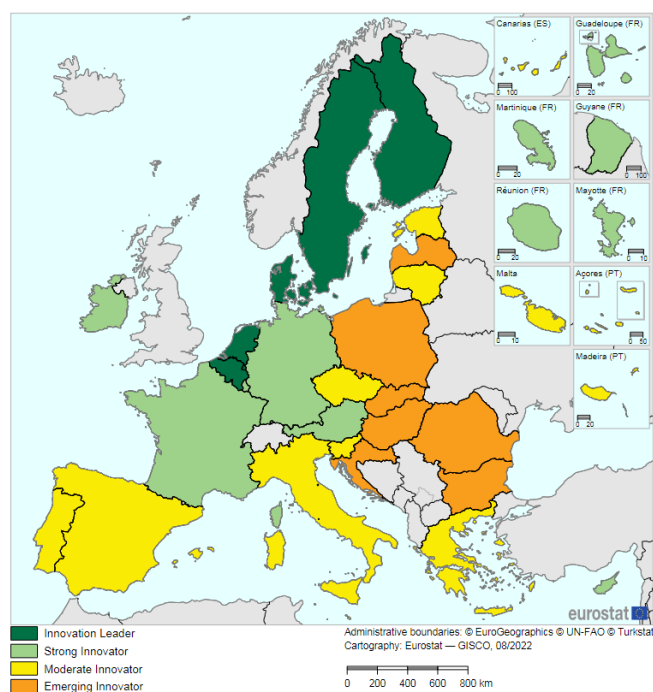 Canarias (ES)
0 100
Guadeloupe (FR)
0 20
Martinique (FR)
0 20
Guyane (FR)
0 100
Réunion (FR)
0 20
Mayotte (FR)
0 10
Malta
0 10
Açores (PT)
0 50
Madeira (PT)
0 20
eurostat
Innovation Leader
Strong Innovator
Moderate Innovator
Emerging Innovator
Administrative boundaries: © EuroGeographics © UN-FAO © Turkstat
Cartography: Eurostat — GISCO, 08/2022
0 200 400 600 800 km